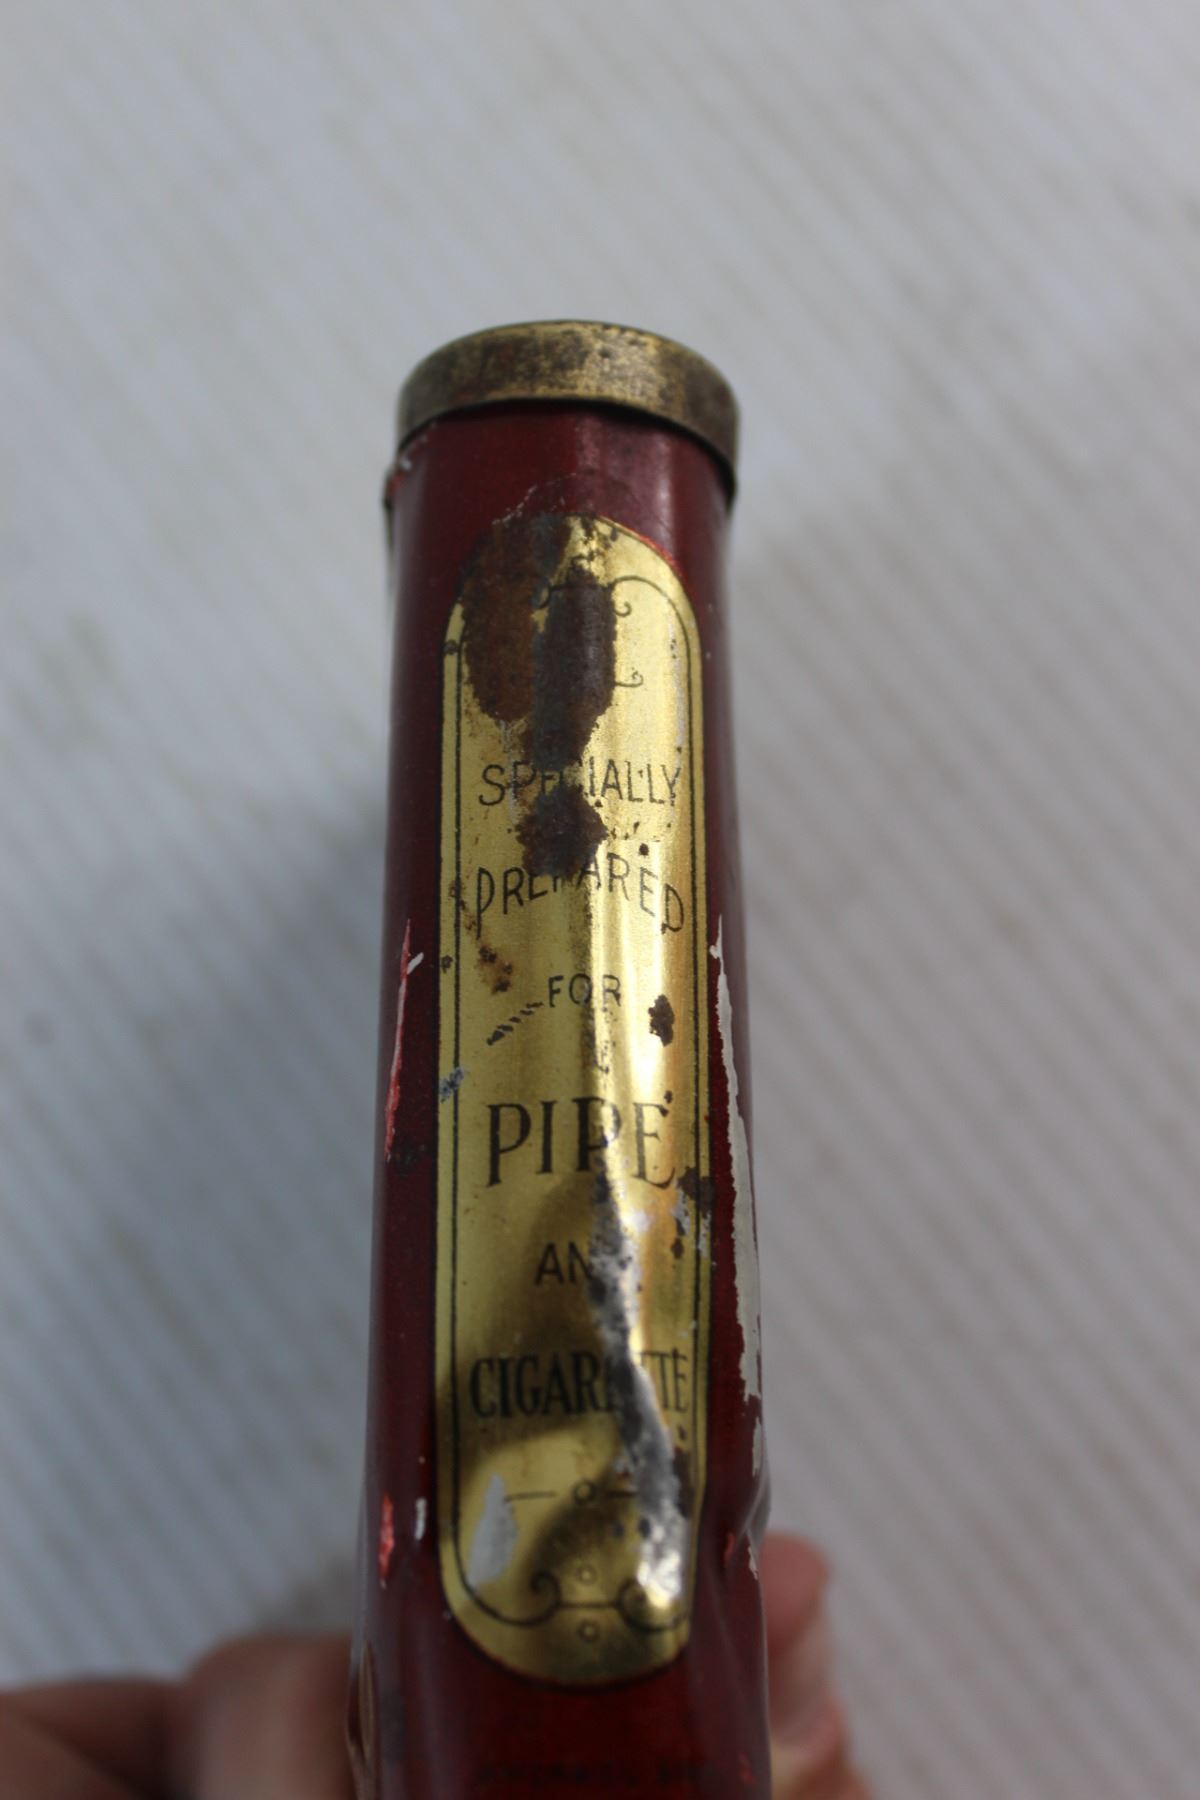 SPECIALLY
PREPARED
FOR
PIPE
AND
CIGARETTE